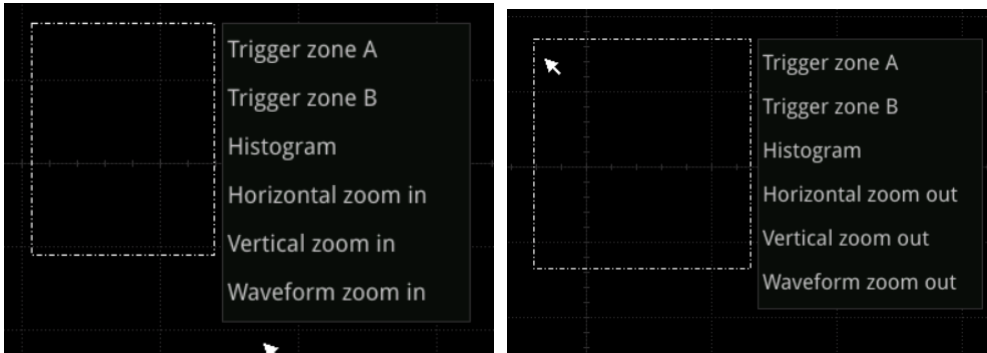 Trigger zone A
Trigger zone B
Histogram
Horizontal zoom in
Vertical zoom in
Waveform zoom in
Trigger zone A
Trigger zone B
Histogram
Horizontal zoom out
Vertical zoom out
Waveform zoom out